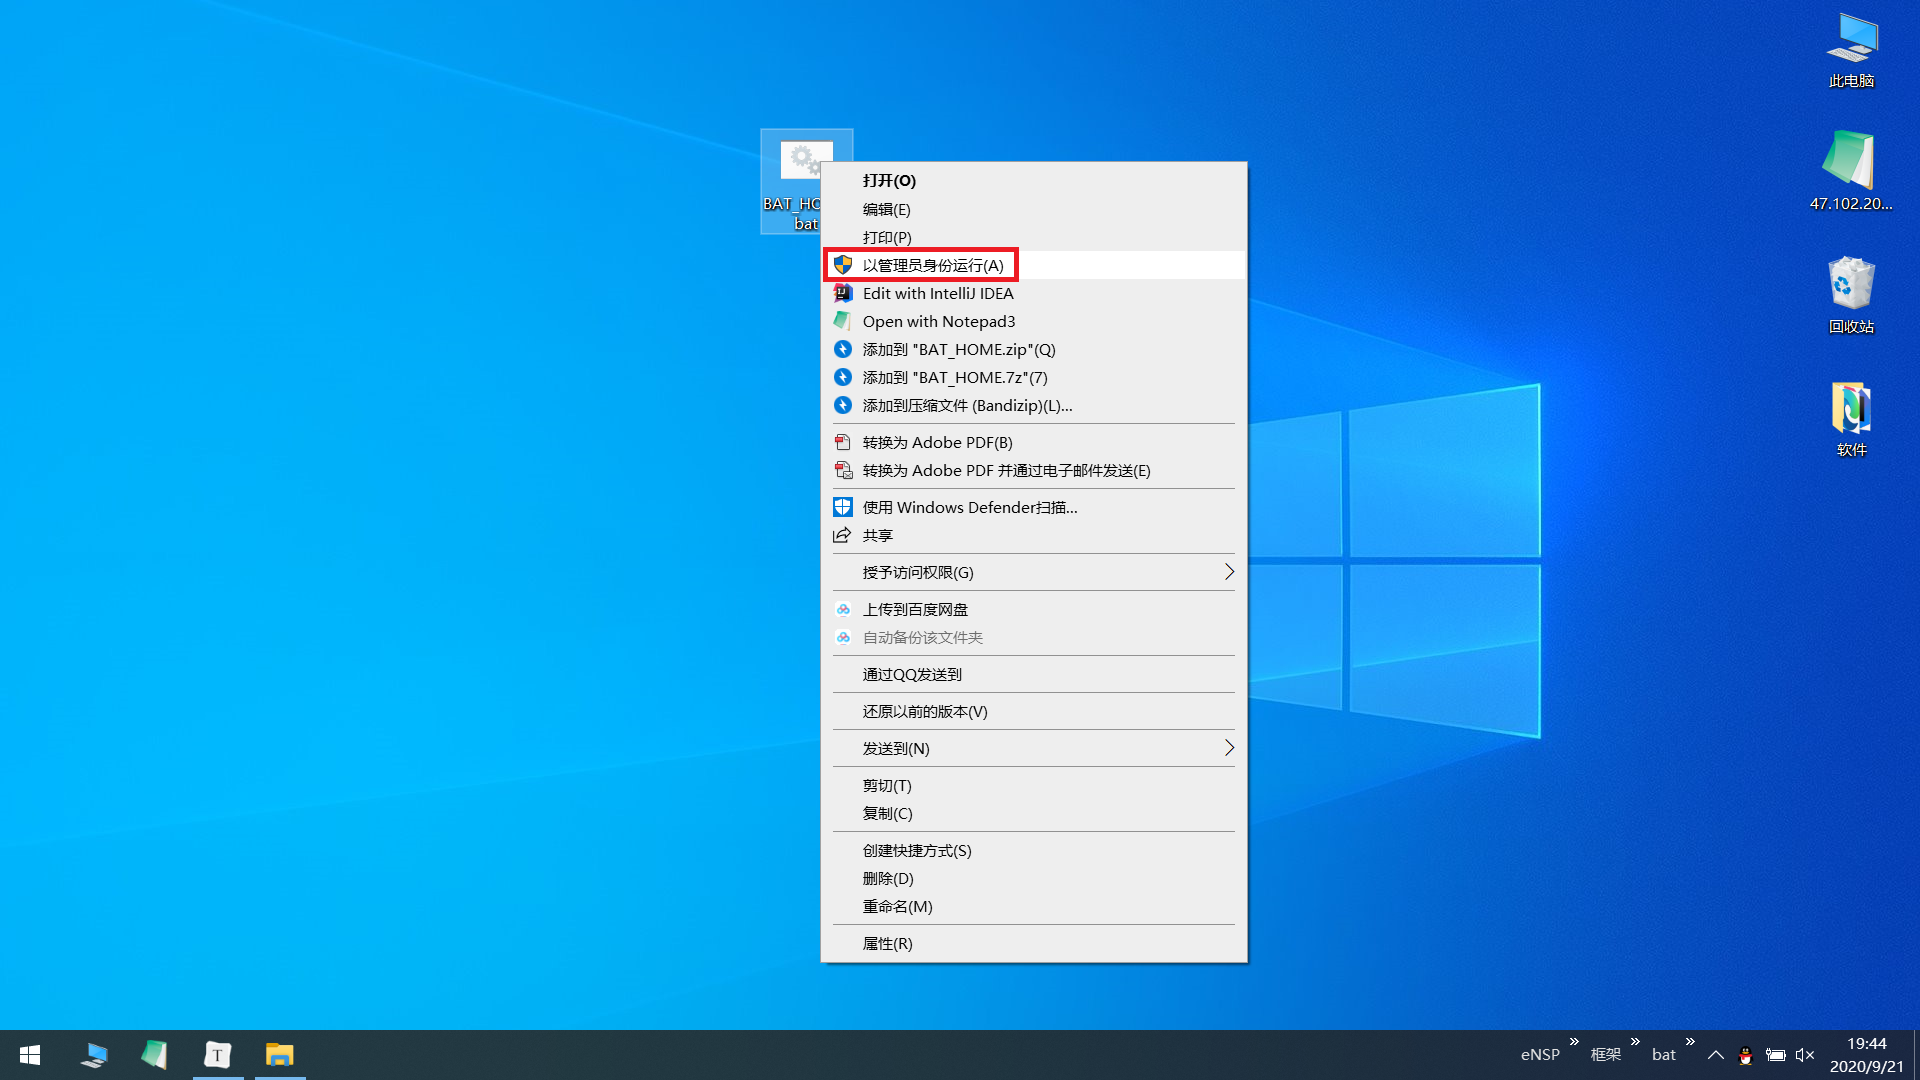 此电脑
47.102.20...
回收站
软件
BAT_HO
bat
打开(O)
编辑(E)
打印(P)
以管理员身份运行(A)
Edit with IntelliJ IDEA
Open with Notepad3
添加到 "BAT_HOME.zip"(Q)
添加到 "BAT_HOME.7z"(7)
添加到压缩文件 (Bandizip)(L)...
转换为 Adobe PDF(B)
转换为 Adobe PDF 并通过电子邮件发送(E)
使用 Windows Defender扫描...
共享
授予访问权限(G)
上传到百度网盘
自动备份该文件夹
通过QQ发送到
还原以前的版本(V)
发送到(N)
剪切(T)
复制(C)
创建快捷方式(S)
删除(D)
重命名(M)
属性(R)
T
eNSP » 框架 » bat »
19:44
2020/9/21